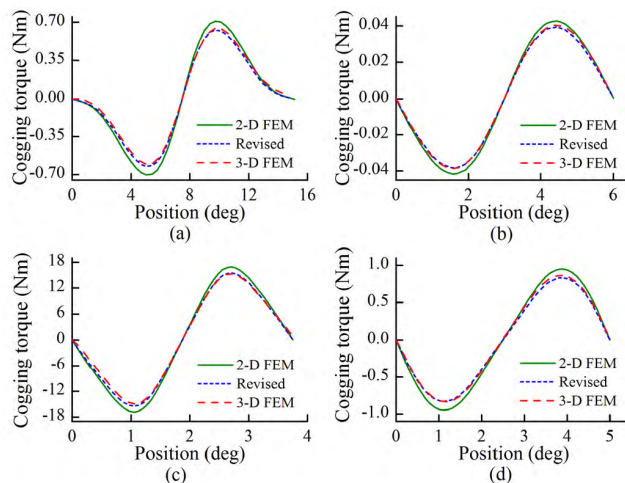 Cogging torque (Nm)
0.70
0.35
0.00
-0.35
-0.70
2-D FEM
Revised
3-D FEM
0 4 8 12 16
Position (deg)
(a)
Cogging torque (Nm)
0.04
0.02
0.00
-0.02
-0.04
2-D FEM
Revised
3-D FEM
0 2 4 6
Position (deg)
(b)
Cogging torque (Nm)
18
12
6
0
-6
-12
-18
2-D FEM
Revised
3-D FEM
0 1 2 3 4
Position (deg)
(c)
Cogging torque (Nm)
1.0
0.5
0
-0.5
-1.0
2-D FEM
Revised
3-D FEM
0 1 2 3 4 5
Position (deg)
(d)